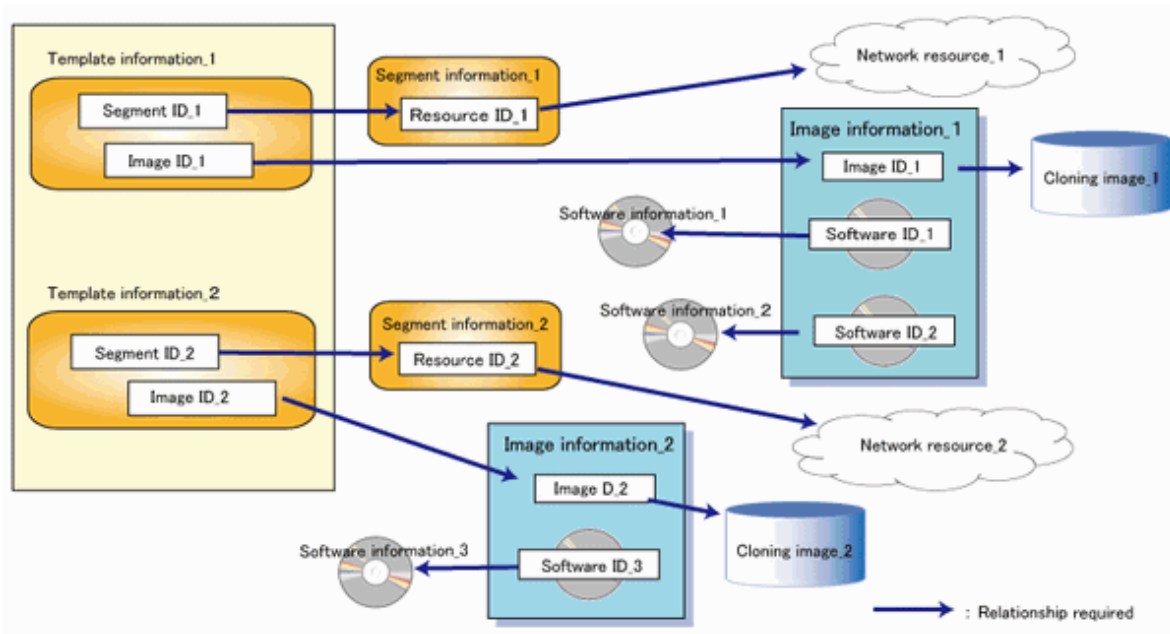 Template information_1
Segment ID_1
Image ID_1
Segment information_1
Resource ID_1
Network resource_1
Image information_1
Image ID_1
Cloning image_1
Software information_1
Software ID_1
Software information_2
Software ID_2
Template information_2
Segment ID_2
Image ID_2
Segment information_2
Resource ID_2
Network resource_2
Image information_2
Image D_2
Cloning image_2
Software information_3
Software ID_3
: Relationship required